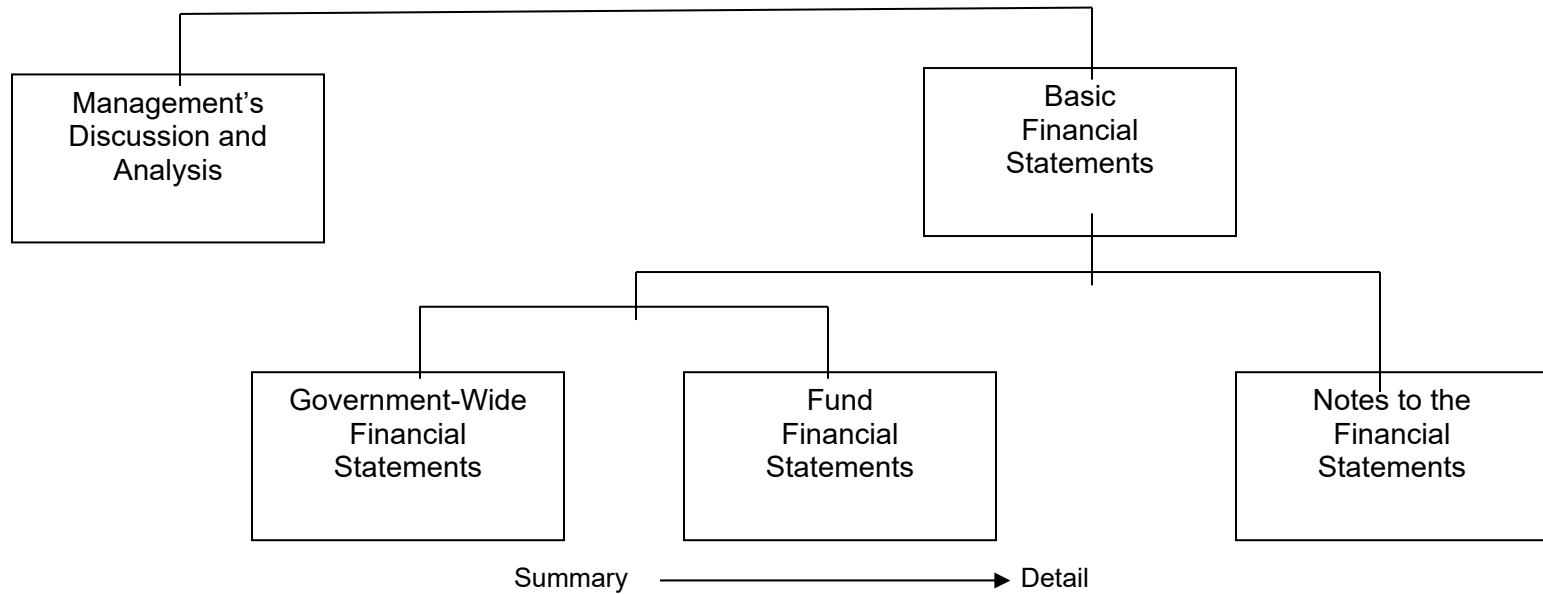 Management’s
Discussion and
Analysis
Basic
Financial
Statements
Government-Wide
Financial
Statements
Fund
Financial
Statements
Notes to the
Financial
Statements
Summary
Detail